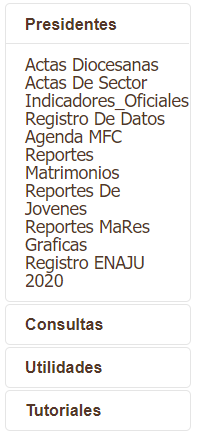 Presidentes
Actas Diocesanas
Actas De Sector
Indicadores_Oficiales
Registro De Datos
Agenda MFC
Reportes
Matrimonios
Reportes De
Jovenes
Reportes MaRes
Graficas
Registro ENAJU
2020
Consultas
Utilidades
Tutoriales